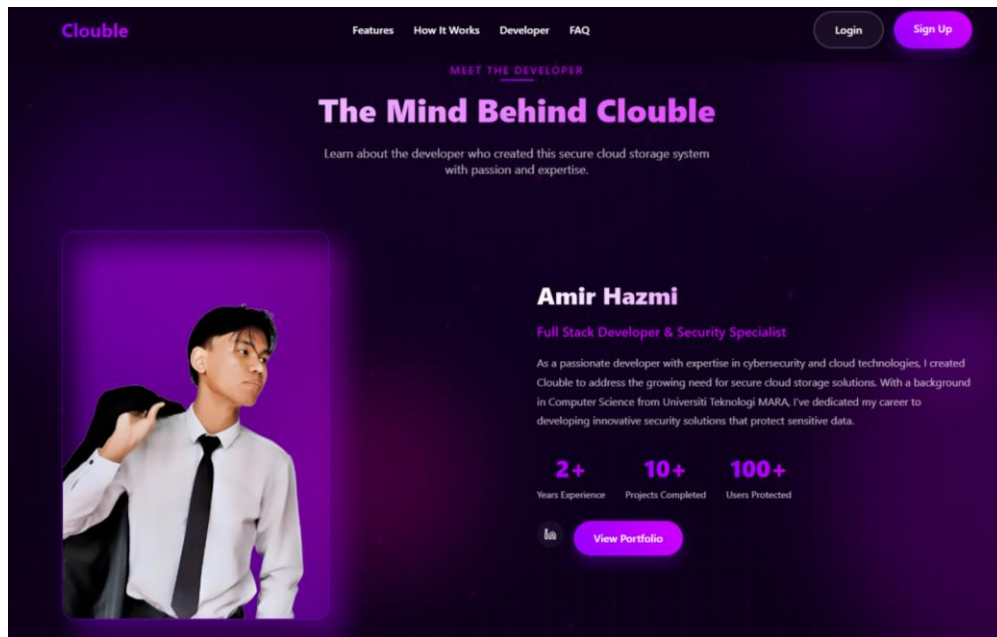 Clouble
Features
How It Works
Developer
FAQ
Login
Sign Up
MEET THE DEVELOPER
The Mind Behind Clouble
Learn about the developer who created this secure cloud storage system
with passion and expertise.
Amir Hazmi
Full Stack Developer & Security Specialist
As a passionate developer with expertise in cybersecurity and cloud technologies, I created
Clouble to address the growing need for secure cloud storage solutions. With a background
in Computer Science from Universiti Teknologi MARA, I've dedicated my career to
developing innovative security solutions that protect sensitive data.
2+
Years Experience
10+
Projects Completed
100+
Users Protected
in
View Portfolio